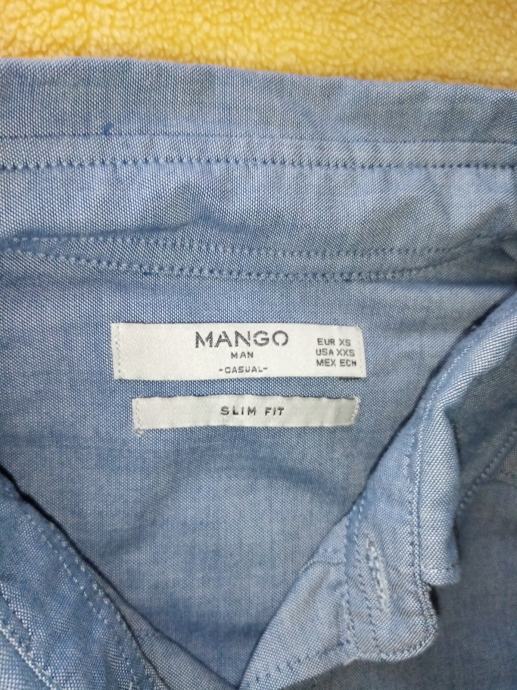 MANGO
MAN
-CASUAL-
EUR XS
USA XXS
MEX ECH
SLIM FIT